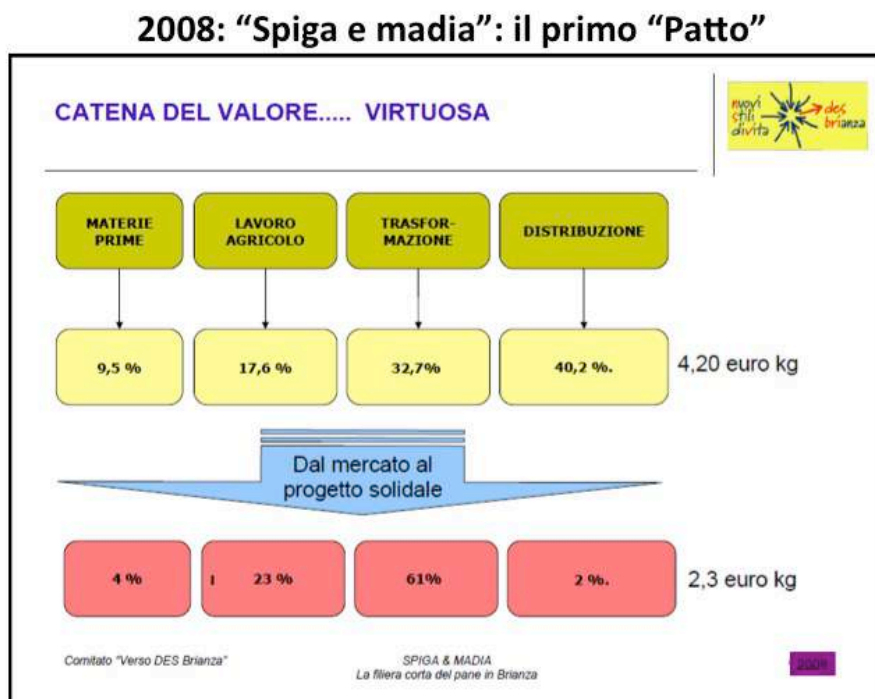 2008: “Spiga e madia”: il primo “Patto”
CATENA DEL VALORE..... VIRTUOSA
nuovi
stili
divita
des
brianza
MATERIE
PRIME
LAVORO
AGRICOLO
TRASFOR-
MAZIONE
DISTRIBUZIONE
9,5 %
17,6 %
32,7%
40,2 %.
4,20 euro kg
Dal mercato al
progetto solidale
4 %
I 23 %
61%
2 %.
2,3 euro kg
Comitato "Verso DES Brianza"
SPIGA & MADIA
La filiera corta del pane in Brianza
2009